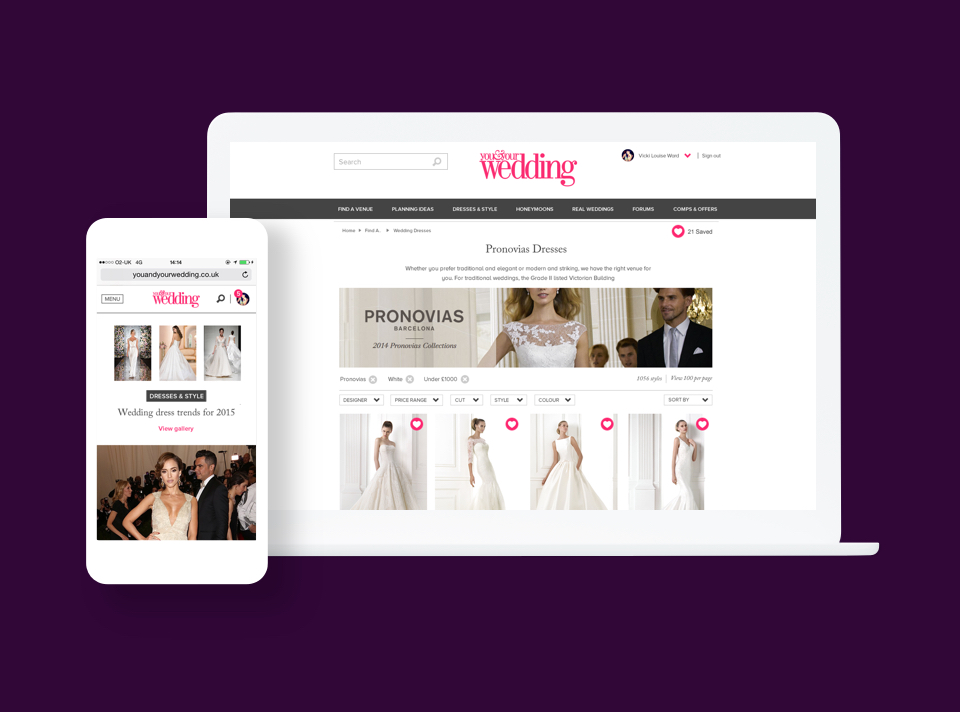 Search
you&your
wedding
Vicki Louise Ward
Sign out
FIND A VENUE
PLANNING IDEAS
DRESSES & STYLE
HONEYMOONS
REAL WEDDINGS
FORUMS
COMPS & OFFERS
Home
Find A..
Wedding Dresses
21 Saved
Pronovias Dresses
Whether you prefer traditional and elegant or modern and striking, we have the right venue for
you. For traditional weddings, the Grade II listed Victorian Building
PRONOVIAS
BARCELONA
2014 Pronovias Collections
Pronovias
White
Under £1000
1056 styles
View 100 per page
DESIGNER
PRICE RANGE
CUT
STYLE
COLOUR
SORT BY
O2-UK 4G
14:14
youandyourwedding.co.uk
MENU
you&your
wedding
DRESSES & STYLE
Wedding dress trends for 2015
View gallery